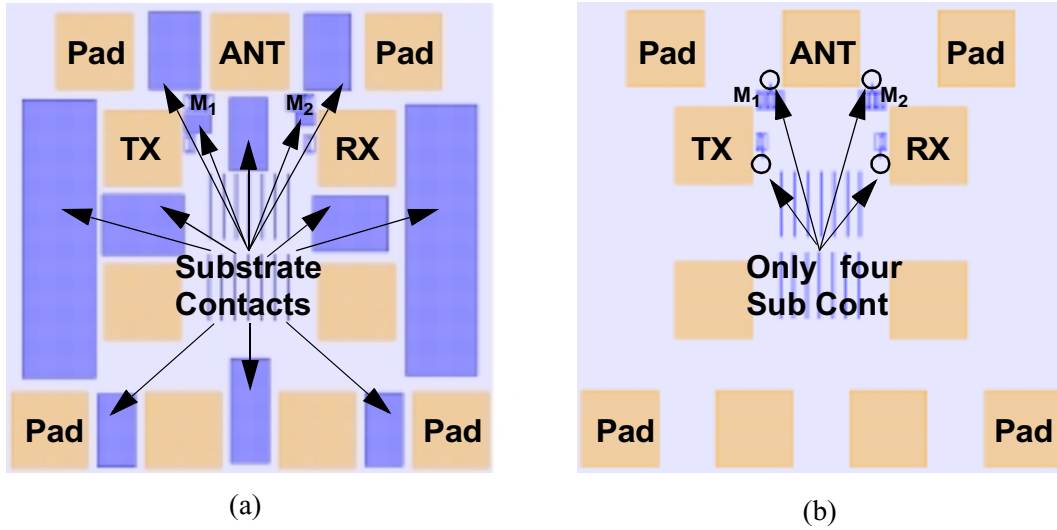 Pad ANT Pad
M1 M2
TX RX
Substrate
Contacts
Pad Pad
(a)
Pad ANT Pad
M1 M2
TX RX
Only four
Sub Cont
Pad Pad
(b)